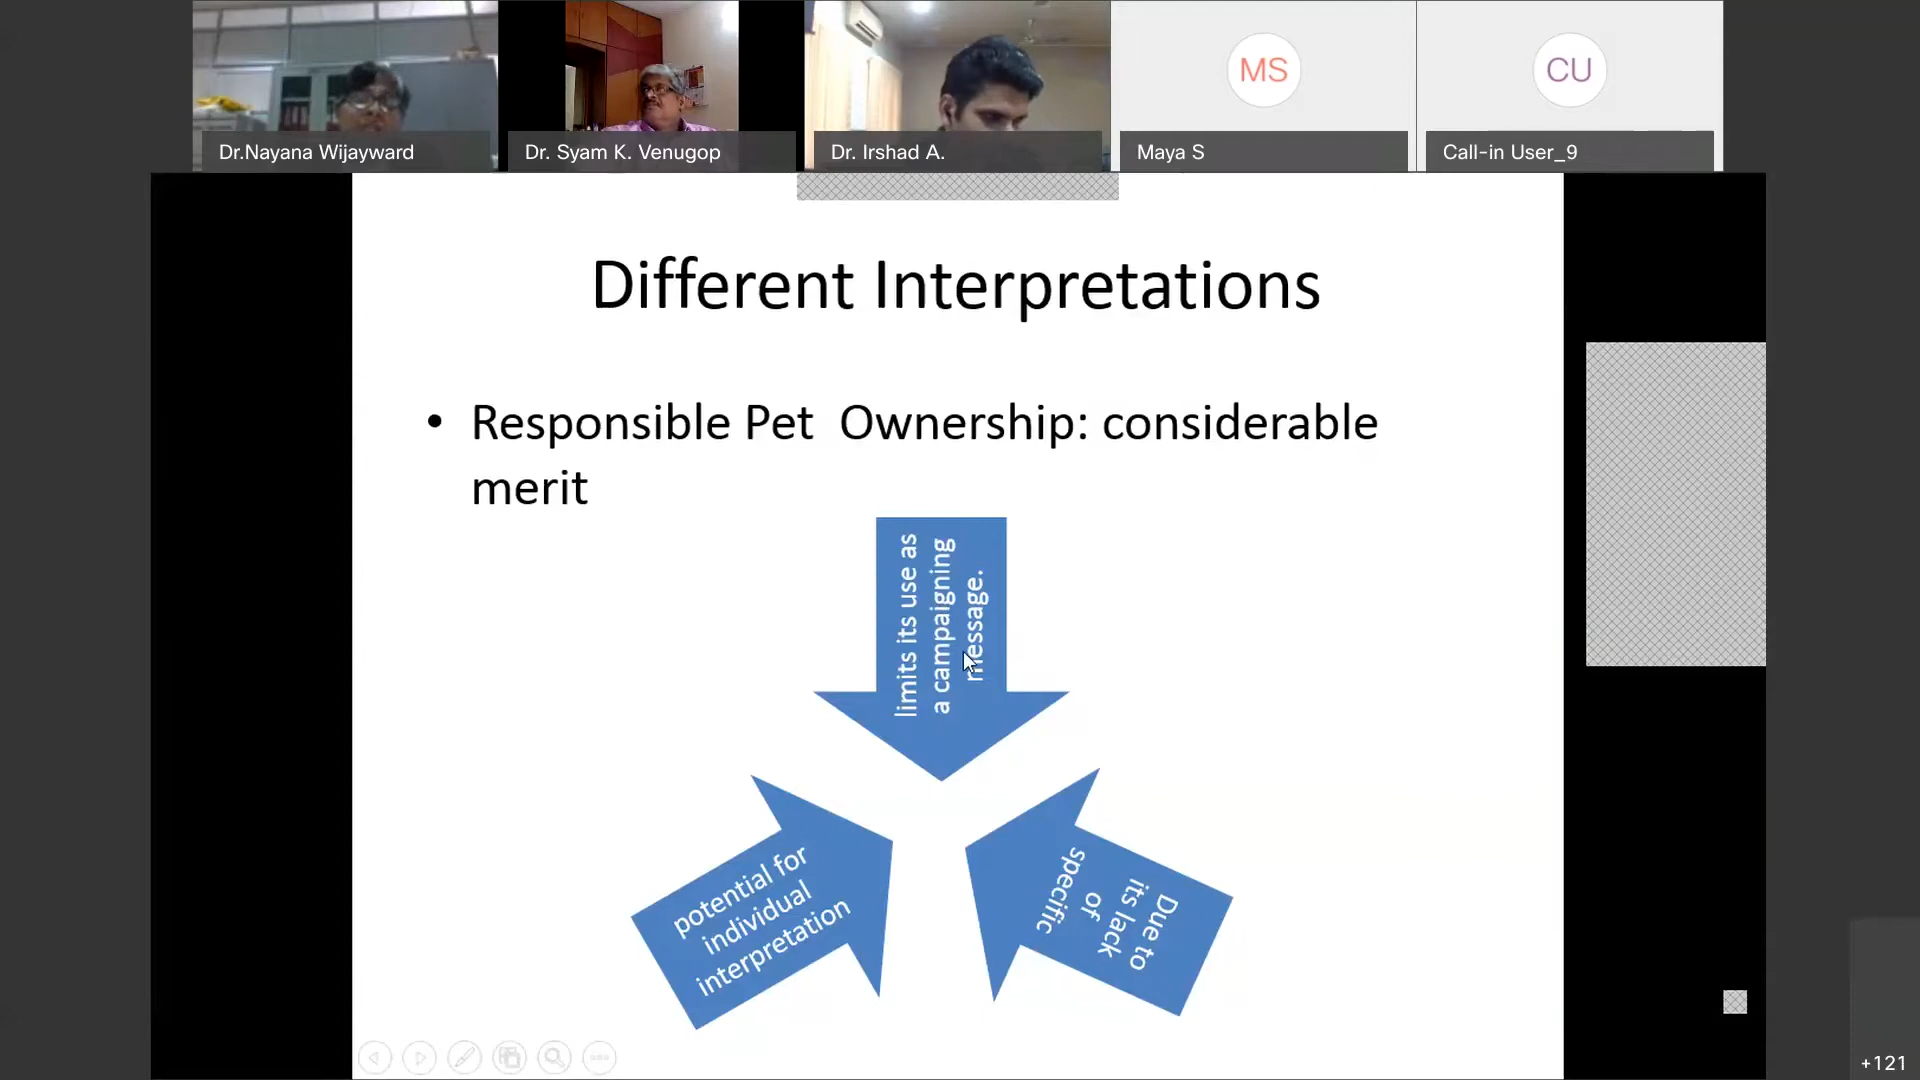 Dr.Nayana Wijayward
Dr. Syam K. Venugop
Dr. Irshad A.
MS
Maya S
CU
Call-in User_9
Different Interpretations
• Responsible Pet Ownership: considerable
merit
limits its use as
a campaigning
message.
potential for
individual
interpretation
Due to
its lack
of
specific
+121